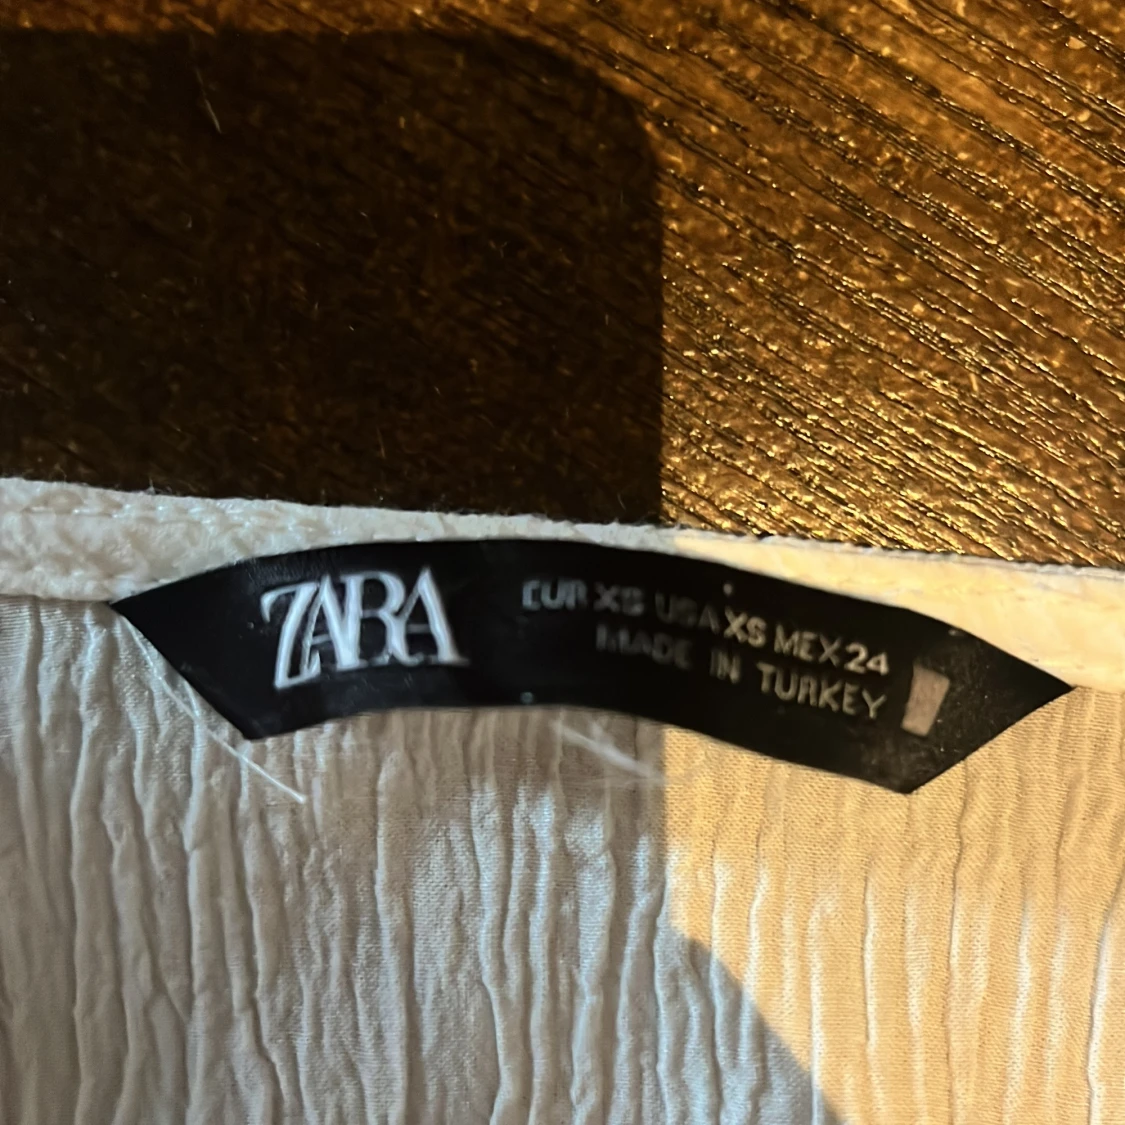 ZARA
EUR XS USA XS MEX 24
MADE IN TURKEY